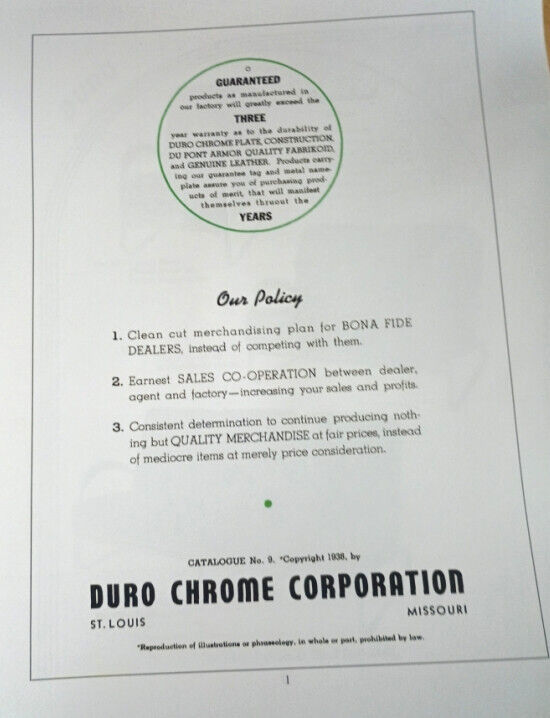 GUARANTEED
products as manufactured in
our factory will greatly exceed the
THREE
year warranty as to the durability of
DURO CHROME PLATE, CONSTRUCTION,
DU PONT ARMOR QUALITY FABRIKOID,
and GENUINE LEATHER. Products carry-
ing our guarantee tag and metal name-
plate assure you of purchasing prod-
ucts of merit, that will manifest
themselves thruout the
YEARS
Our Policy
1. Clean cut merchandising plan for BONA FIDE
DEALERS, instead of competing with them.
2. Earnest SALES CO-OPERATION between dealer,
agent and factory—increasing your sales and profits.
3. Consistent determination to continue producing noth-
ing but QUALITY MERCHANDISE at fair prices, instead
of mediocre items at merely price consideration.
CATALOGUE No. 9. *Copyright 1938, by
DURO CHROME CORPORATION
ST. LOUIS MISSOURI
*Reproduction of illustrations or phraseology, in whole or part, prohibited by law.
1